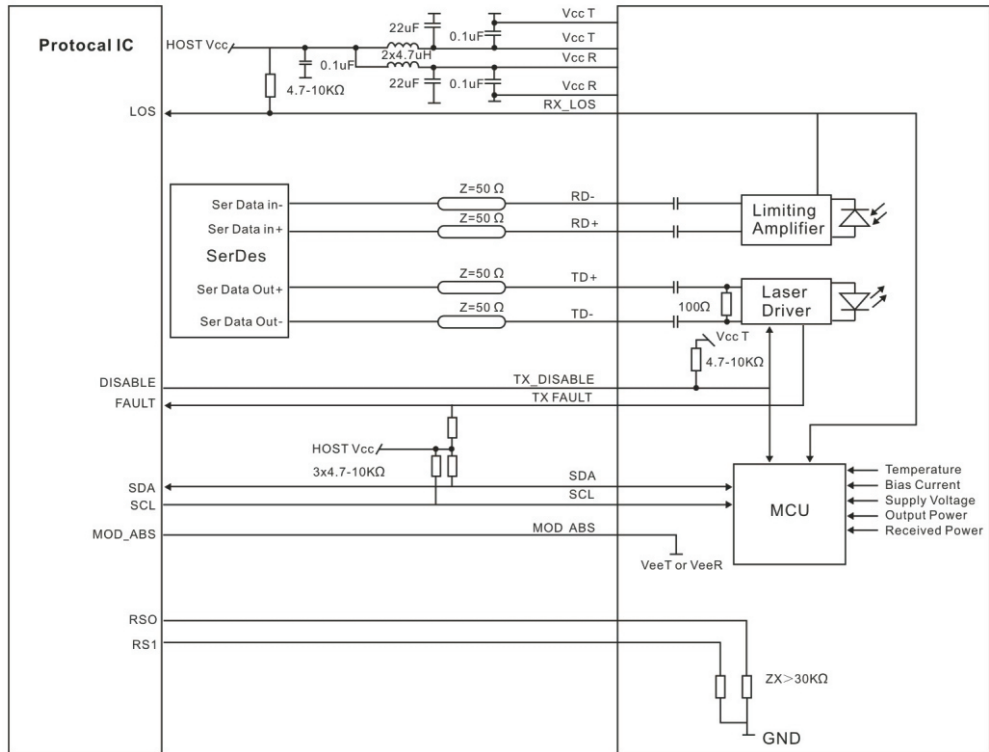 Protocal IC
HOST Vcc
0.1uF
4.7-10KΩ
22uF
0.1uF
2x4.7uH
22uF
0.1uF
Vcc T
Vcc T
Vcc R
Vcc R
RX_LOS
LOS
Ser Data in-
Ser Data in+
SerDes
Ser Data Out+
Ser Data Out-
Z=50 Ω
RD-
Z=50 Ω
RD+
Z=50 Ω
TD+
Z=50 Ω
TD-
Limiting
Amplifier
100Ω
Laser
Driver
Vcc T
4.7-10KΩ
DISABLE
TX_DISABLE
FAULT
TX FAULT
HOST Vcc
3x4.7-10KΩ
SDA
SDA
SCL
SCL
MOD_ABS
MOD ABS
VeeT or VeeR
MCU
Temperature
Bias Current
Supply Voltage
Output Power
Received Power
RSO
RS1
ZX>30KΩ
GND